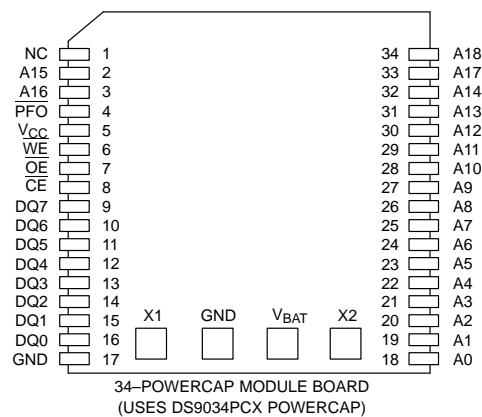 NC 1 34 A18
A15 2 33 A17
A16 3 32 A14
PFO 4 31 A13
VCC 5 30 A12
WE 6 29 A11
OE 7 28 A10
CE 8 27 A9
DQ7 9 26 A8
DQ6 10 25 A7
DQ5 11 24 A6
DQ4 12 23 A5
DQ3 13 22 A4
DQ2 14 21 A3
DQ1 15 X1 GND VBAT X2 20 A2
DQ0 16 19 A1
GND 17 18 A0
34–POWERCAP MODULE BOARD
(USES DS9034PCX POWERCAP)